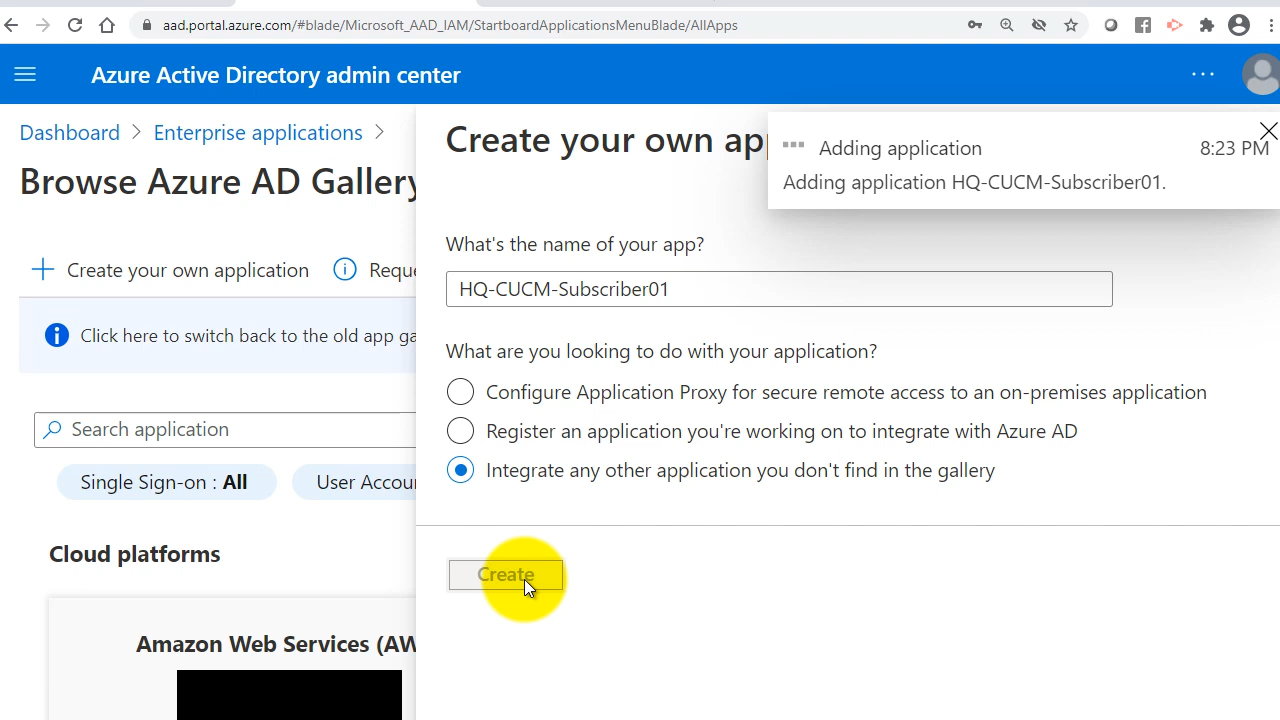 aad.portal.azure.com/#blade/Microsoft_AAD_IAM/StartboardApplicationsMenuBlade/AllApps
Azure Active Directory admin center
Dashboard > Enterprise applications >
Browse Azure AD Gallery
+ Create your own application
Reque
Click here to switch back to the old app ga
Search application
Single Sign-on : All
User Accou
Cloud platforms
Amazon Web Services (AW
Create your own ap
Adding application 8:23 PM
Adding application HQ-CUCM-Subscriber01.
What's the name of your app?
HQ-CUCM-Subscriber01
What are you looking to do with your application?
Configure Application Proxy for secure remote access to an on-premises application
Register an application you're working on to integrate with Azure AD
Integrate any other application you don't find in the gallery
Create